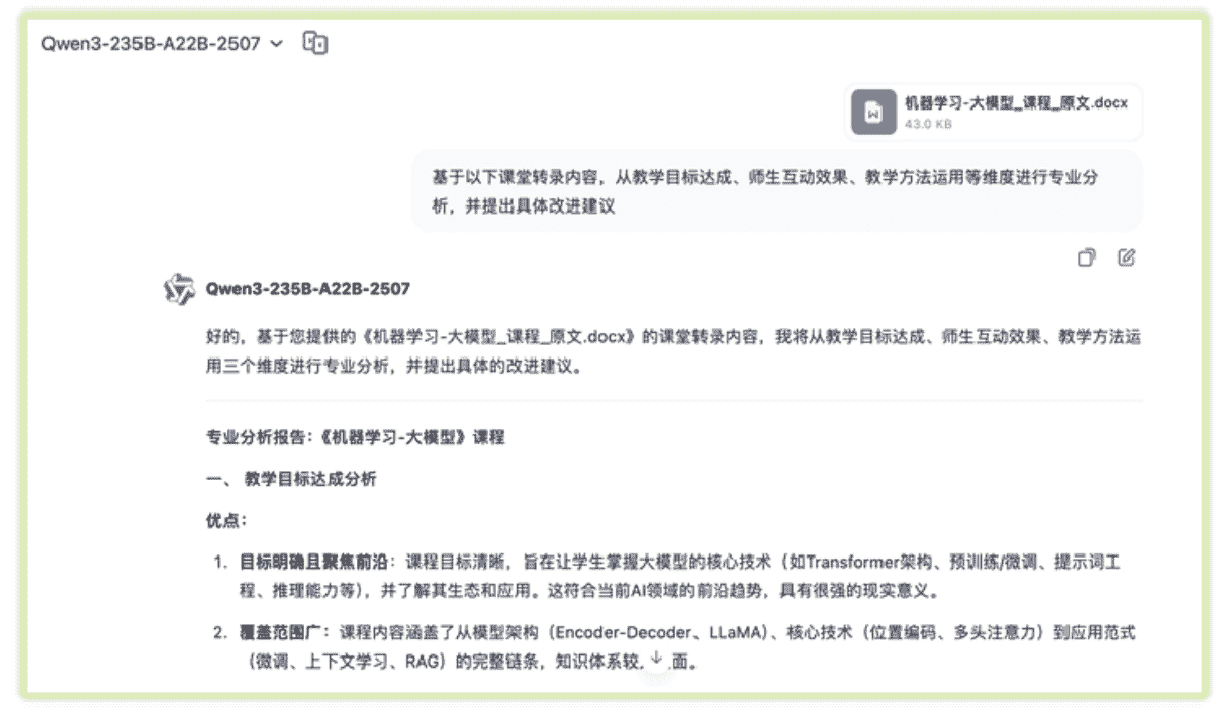 Qwen3-235B-A22B-2507
机器学习-大模型_课程_原文.docx
43.0 KB
基于以下课堂转录内容，从教学目标达成、师生互动效果、教学方法运用等维度进行专业分
析，并提出具体改进建议
Qwen3-235B-A22B-2507
好的，基于您提供的《机器学习-大模型_课程_原文.docx》的课堂转录内容，我将从教学目标达成、师生互动效果、教学方法运
用三个维度进行专业分析，并提出具体的改进建议。
专业分析报告：《机器学习-大模型》课程
一、 教学目标达成分析
优点：
1. 目标明确且聚焦前沿：课程目标清晰，旨在让学生掌握大模型的核心技术（如Transformer架构、预训练/微调、提示词工
程、推理能力等），并了解其生态和应用。这符合当前AI领域的前沿趋势，具有很强的现实意义。
2. 覆盖范围广：课程内容涵盖了从模型架构（Encoder-Decoder、LLaMA）、核心技术（位置编码、多头注意力）到应用范式
（微调、上下文学习、RAG）的完整链条，知识体系较 面。